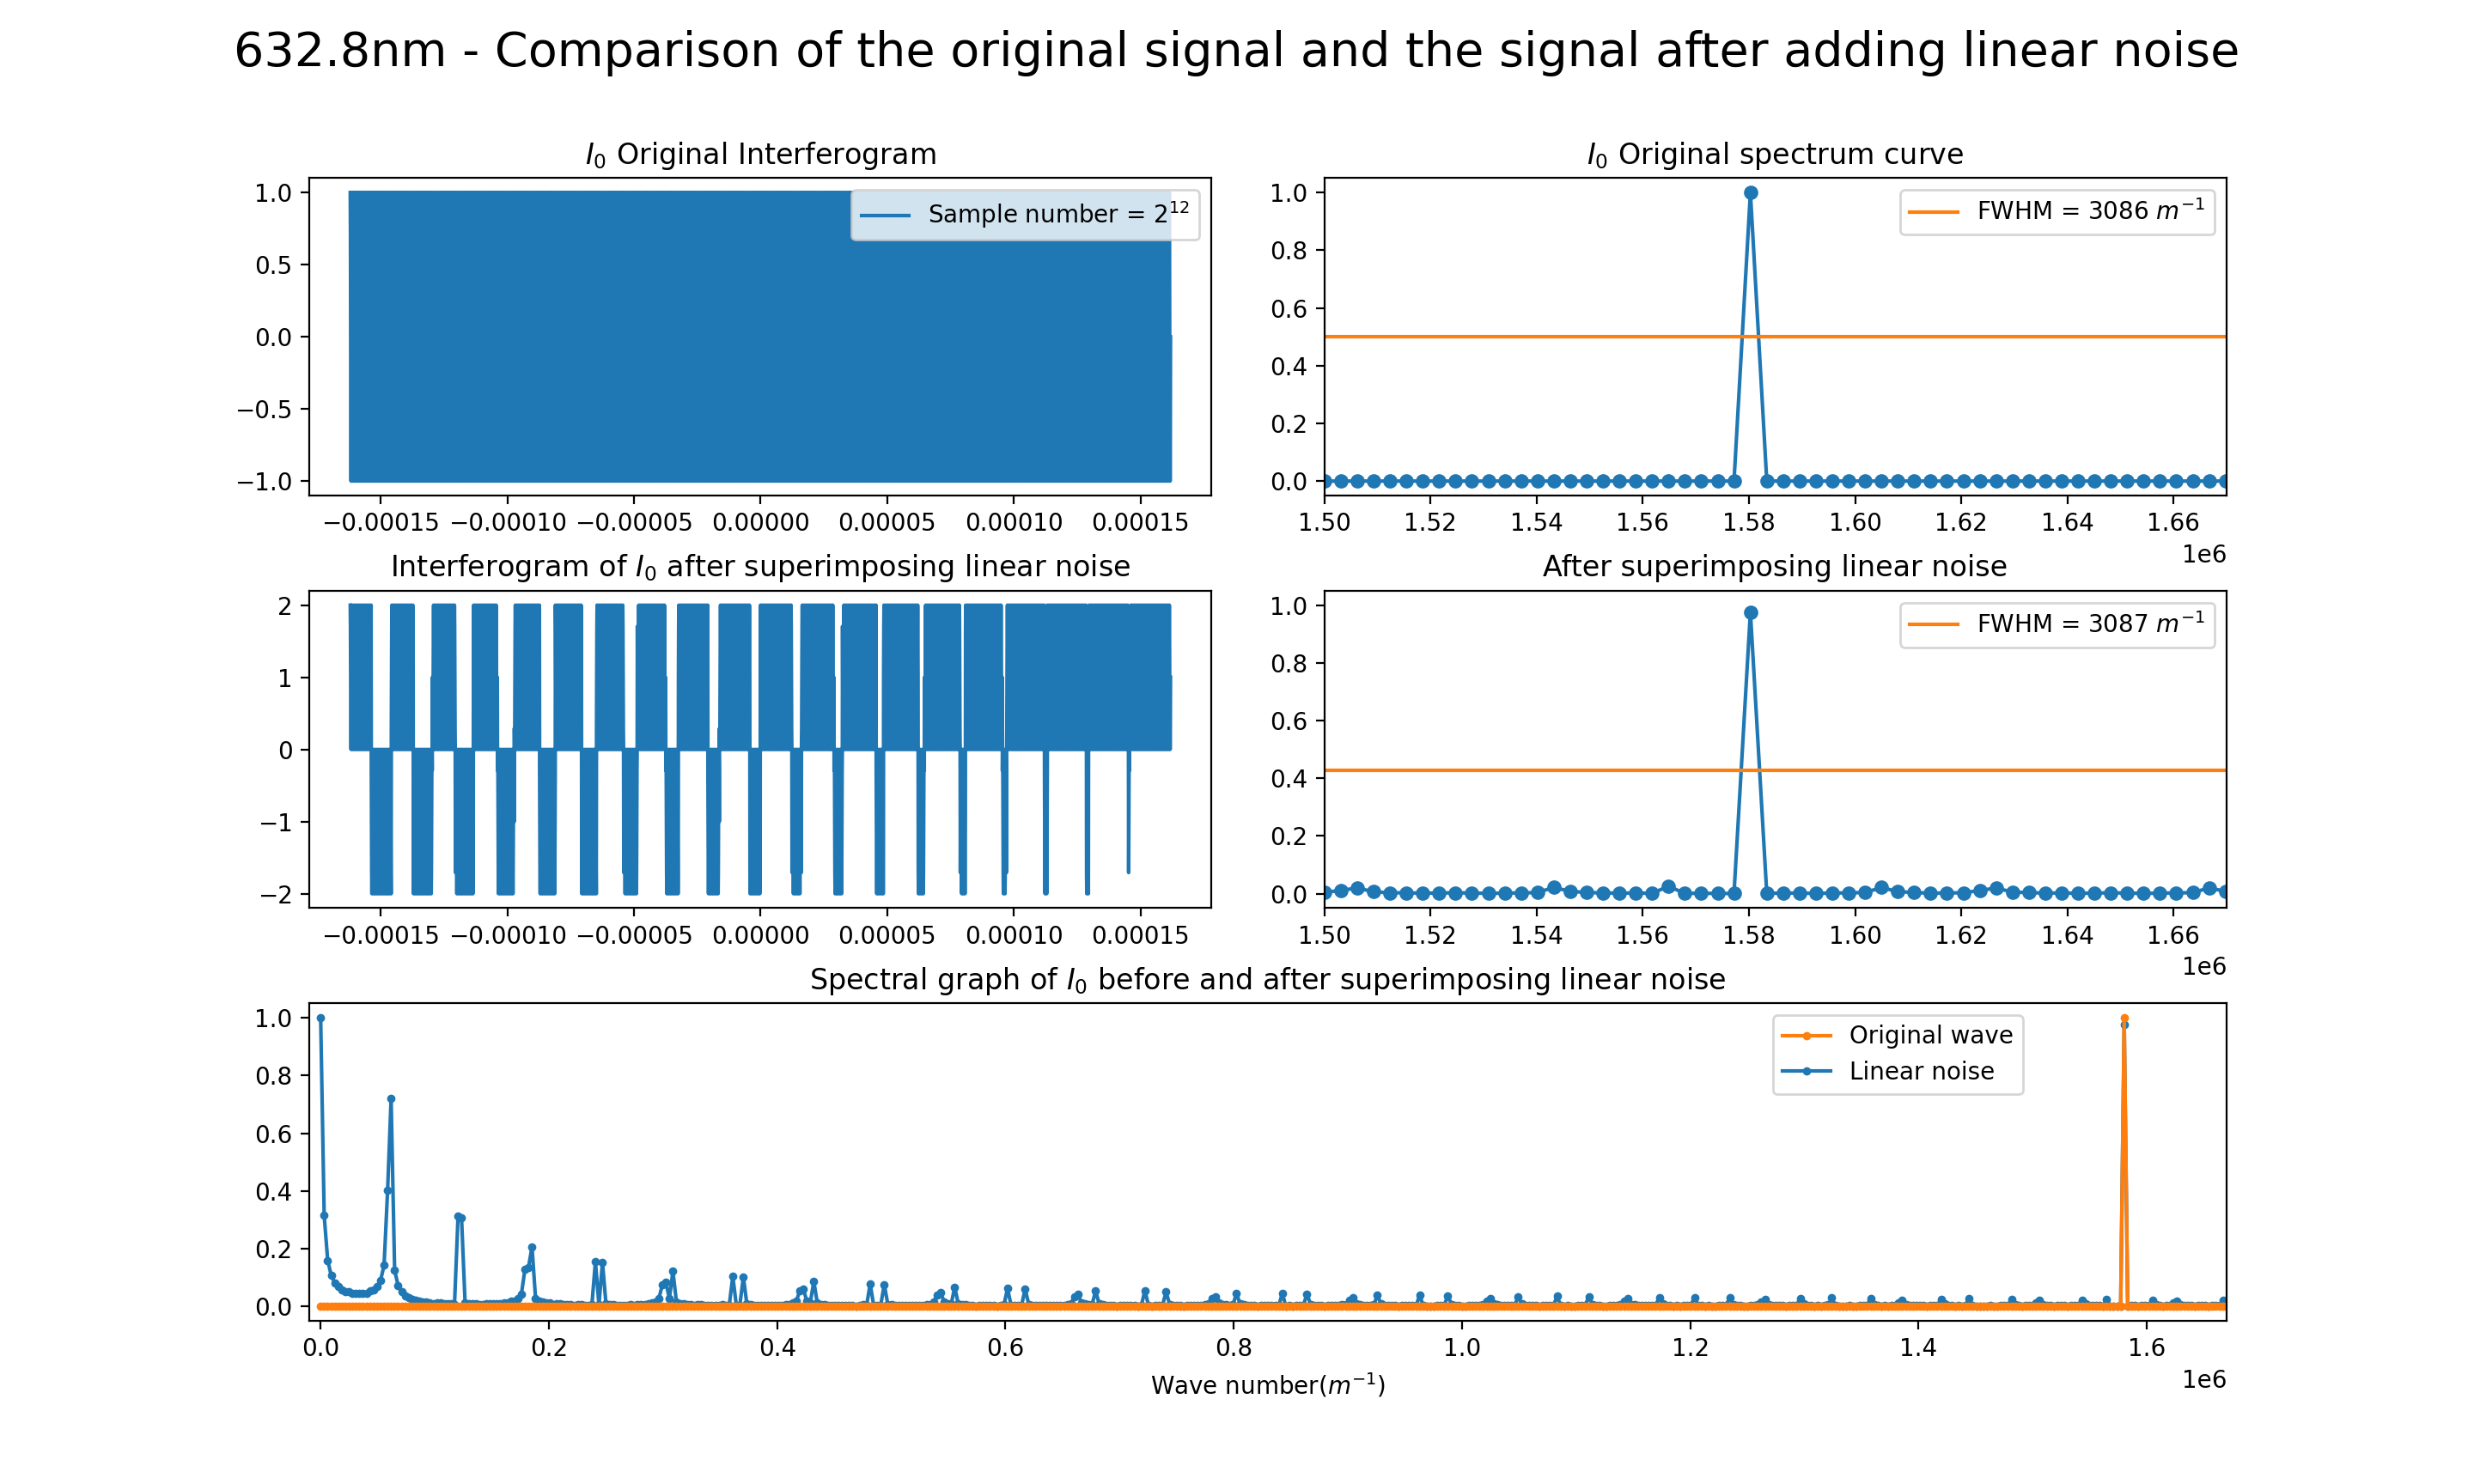 632.8nm - Comparison of the original signal and the signal after adding linear noise
I₀ Original Interferogram
1.0
0.5
0.0
−0.5
−1.0
Sample number = 2¹²
−0.00015 −0.00010 −0.00005 0.00000 0.00005 0.00010 0.00015
I₀ Original spectrum curve
1.0
0.8
0.6
0.4
0.2
0.0
FWHM = 3086 m⁻¹
1.50 1.52 1.54 1.56 1.58 1.60 1.62 1.64 1.66
1e6
Interferogram of I₀ after superimposing linear noise
2
1
0
−1
−2
−0.00015 −0.00010 −0.00005 0.00000 0.00005 0.00010 0.00015
After superimposing linear noise
1.0
0.8
0.6
0.4
0.2
0.0
FWHM = 3087 m⁻¹
1.50 1.52 1.54 1.56 1.58 1.60 1.62 1.64 1.66
1e6
Spectral graph of I₀ before and after superimposing linear noise
1.0
0.8
0.6
0.4
0.2
0.0
Original wave
Linear noise
0.0 0.2 0.4 0.6 0.8 1.0 1.2 1.4 1.6
Wave number(m⁻¹)
1e6